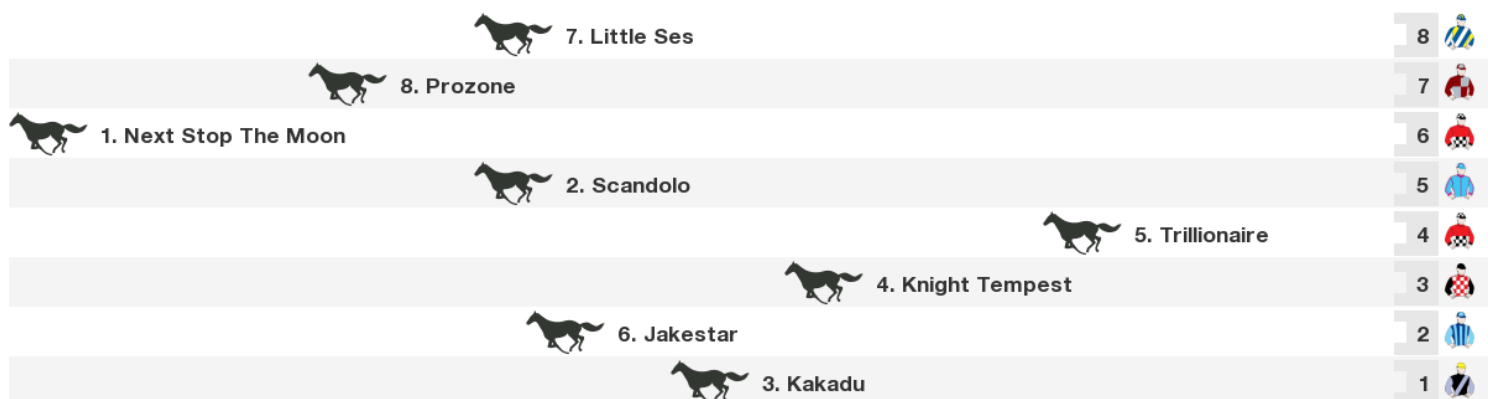 7. Little Ses 8
8. Prozone 7
1. Next Stop The Moon 6
2. Scandolo 5
5. Trillionaire 4
4. Knight Tempest 3
6. Jakestar 2
3. Kakadu 1